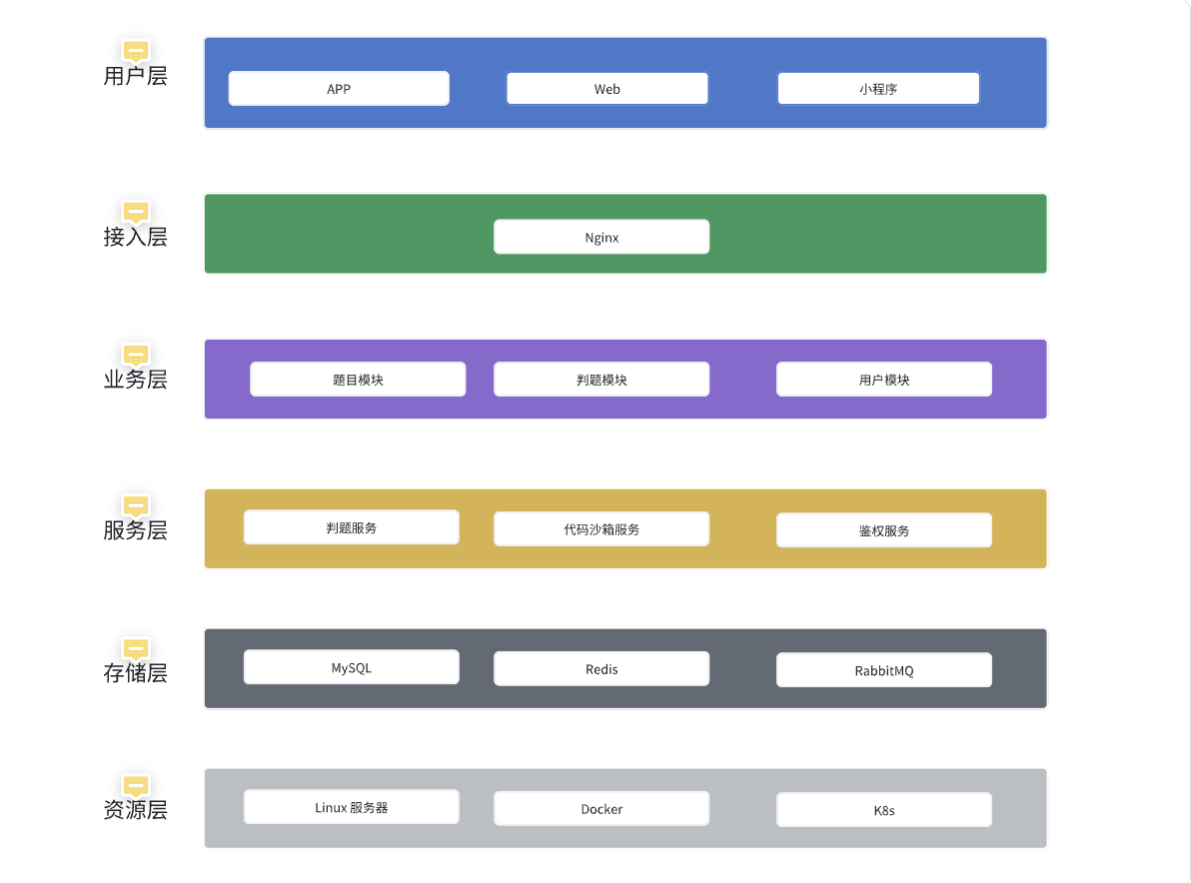 用户层
APP
Web
小程序
接入层
Nginx
业务层
题目模块
判题模块
用户模块
服务层
判题服务
代码沙箱服务
鉴权服务
存储层
MySQL
Redis
RabbitMQ
资源层
Linux 服务器
Docker
K8s